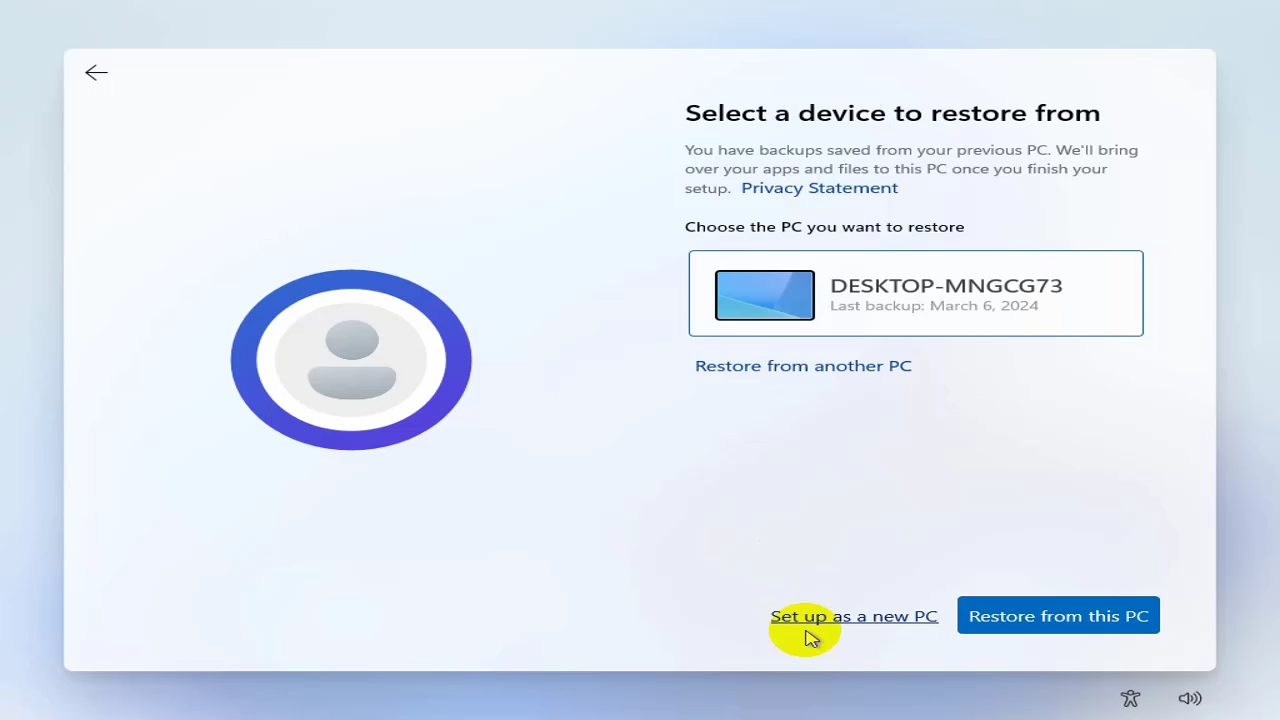 Select a device to restore from
You have backups saved from your previous PC. We'll bring
over your apps and files to this PC once you finish your
setup. Privacy Statement
Choose the PC you want to restore
DESKTOP-MNGCG73
Last backup: March 6, 2024
Restore from another PC
Set up as a new PC
Restore from this PC